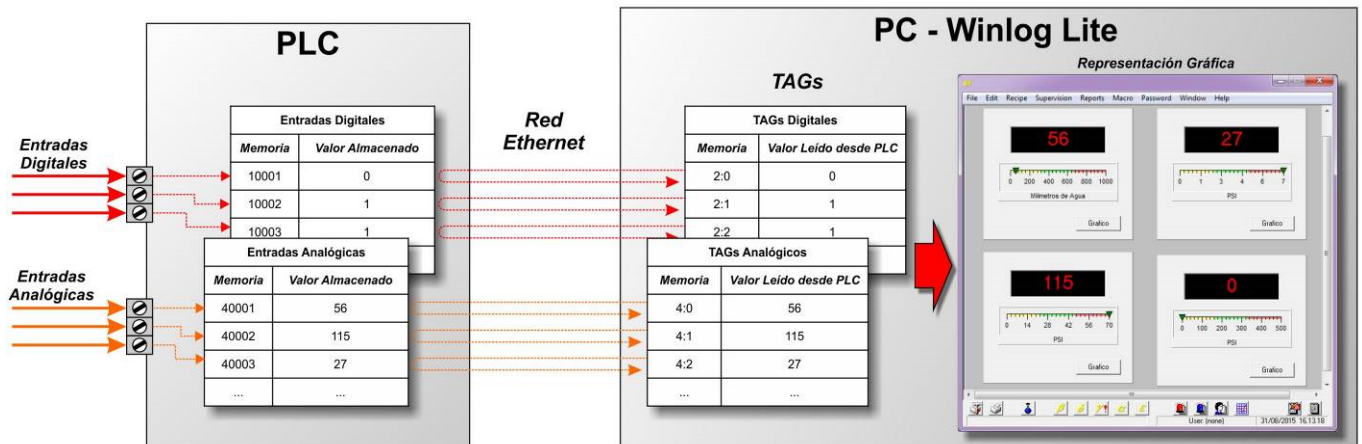 PLC
PC - Winlog Lite
Representación Gráfica
TAGs
Red
Ethernet
Entradas
Digitales
Entradas Digitales
Memoria Valor Almacenado
10001 0
10002 1
10003 1
TAGs Digitales
Memoria Valor Leído desde PLC
2:0 0
2:1 1
2:2 1
Entradas
Analógicas
Entradas Analógicas
Memoria Valor Almacenado
40001 56
40002 115
40003 27
... ...
TAGs Analógicos
Memoria Valor Leído desde PLC
4:0 56
4:1 115
4:2 27
... ...
File Edit Recipe Supervision Reports Macro Password Window Help
56
0 200 400 600 800 1000
Milimetros de Agua
Grafico
27
0 1 3 4 6 7
PSI
Grafico
115
0 14 28 42 56 70
PSI
Grafico
0
0 100 200 300 400 500
PSI
Grafico
User: (none) 31/08/2015 16.13.18